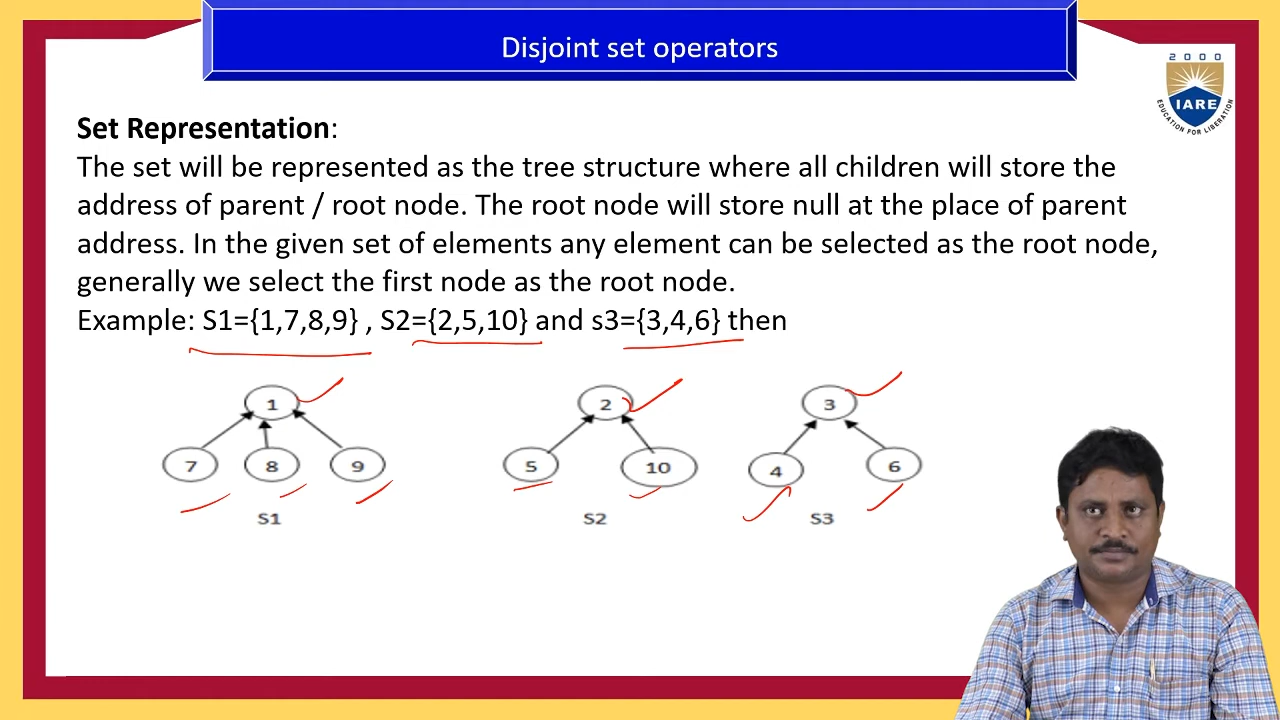 Disjoint set operators
2 0 0 0
IARE
EDUCATION FOR LIBERATION
Set Representation:
The set will be represented as the tree structure where all children will store the
address of parent / root node. The root node will store null at the place of parent
address. In the given set of elements any element can be selected as the root node,
generally we select the first node as the root node.
Example: S1={1,7,8,9} , S2={2,5,10} and s3={3,4,6} then
1 2 3
7 8 9 5 10 4 6
S1 S2 S3